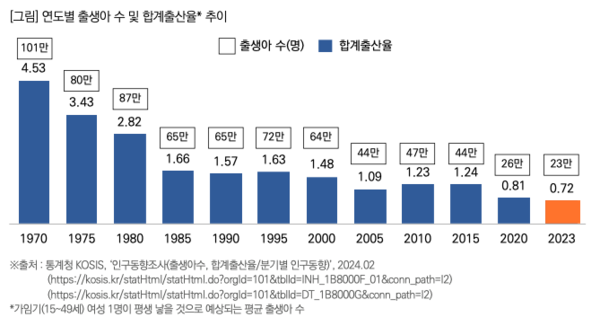 [그림] 연도별 출생아 수 및 합계출산율* 추이
출생아 수(명) 합계출산율
101만 80만 87만 65만 65만 72만 64만 44만 47만 44만 26만 23만
4.53 3.43 2.82 1.66 1.57 1.63 1.48 1.09 1.23 1.24 0.81 0.72
1970 1975 1980 1985 1990 1995 2000 2005 2010 2015 2020 2023
※출처 : 통계청 KOSIS, '인구동향조사(출생아수, 합계출산율/분기별 인구동향)', 2024.02
(https://kosis.kr/statHtml/statHtml.do?orgId=101&tblId=INH_1B8000F_01&conn_path=I2)
(https://kosis.kr/statHtml/statHtml.do?orgId=101&tblId=DT_1B8000G&conn_path=I2)
*가임기(15~49세) 여성 1명이 평생 낳을 것으로 예상되는 평균 출생아 수